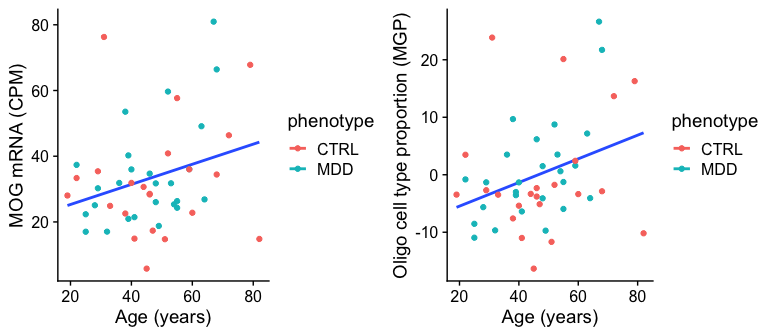 MOG mRNA (CPM)
80
60
40
20
20 40 60 80
Age (years)
phenotype
CTRL
MDD
Oligo cell type proportion (MGP)
20
10
0
-10
20 40 60 80
Age (years)
phenotype
CTRL
MDD